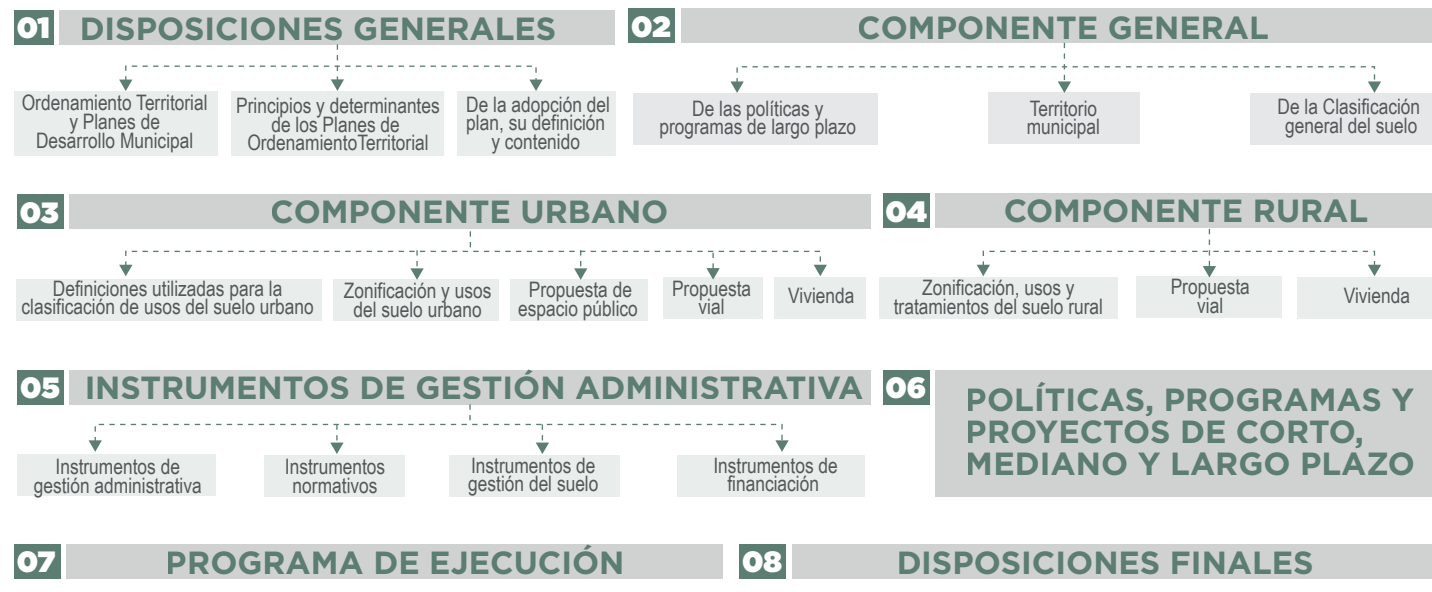 01 DISPOSICIONES GENERALES
Ordenamiento Territorial
y Planes de
Desarrollo Municipal
Principios y determinantes
de los Planes de
OrdenamientoTerritorial
De la adopción del
plan, su definición
y contenido
02 COMPONENTE GENERAL
De las políticas y
programas de largo plazo
Territorio
municipal
De la Clasificación
general del suelo
03 COMPONENTE URBANO
Definiciones utilizadas para la
clasificación de usos del suelo urbano
Zonificación y usos
del suelo urbano
Propuesta de
espacio público
Propuesta
vial
Vivienda
04 COMPONENTE RURAL
Zonificación, usos y
tratamientos del suelo rural
Propuesta
vial
Vivienda
05 INSTRUMENTOS DE GESTIÓN ADMINISTRATIVA
Instrumentos de
gestión administrativa
Instrumentos
normativos
Instrumentos de
gestión del suelo
Instrumentos de
financiación
06 POLÍTICAS, PROGRAMAS Y
PROYECTOS DE CORTO,
MEDIANO Y LARGO PLAZO
07 PROGRAMA DE EJECUCIÓN
08 DISPOSICIONES FINALES